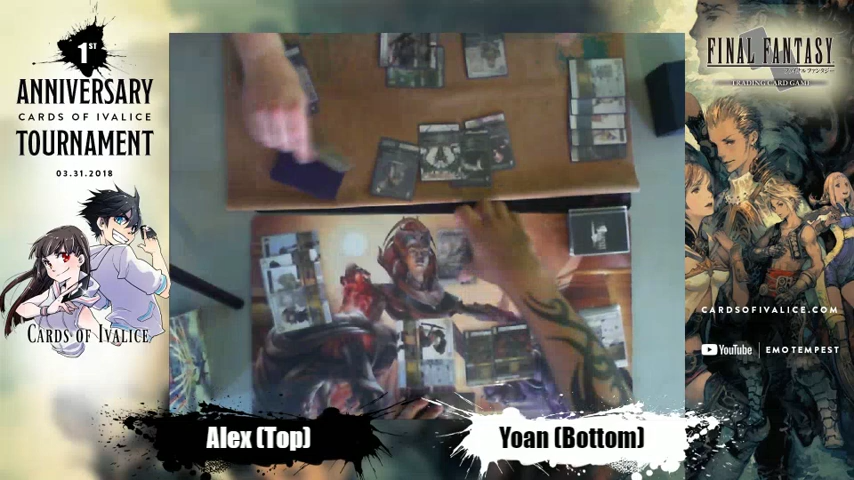 1ST
ANNIVERSARY
CARDS OF IVALICE
TOURNAMENT
03.31.2018
CARDS OF IVALICE
FINAL FANTASY
TRADING CARD GAME
CARDSOFIVALICE.COM
YouTube | EMOTEMPEST
Alex (Top)
Yoan (Bottom)